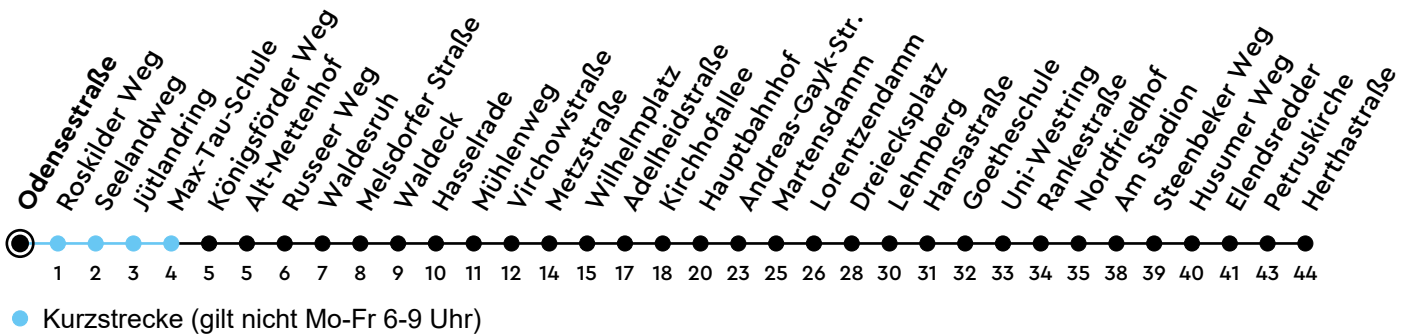 Odensestraße
Roskilder Weg
Seelandweg
Jütlandring
Max-Tau-Schule
Königsförder Weg
Alt-Mettenhof
Russeer Weg
Waldesruh
Melsdorfer Straße
Waldeck
Hasselrade
Mühlenweg
Virchowstraße
Metzstraße
Wilhelmplatz
Adelheidstraße
Kirchhofallee
Hauptbahnhof
Andreas-Gayk-Str.
Martensdamm
Lorentzendamm
Dreiecksplatz
Lehmberg
Hansastraße
Goetheschule
Uni-Westring
Rankestraße
Nordfriedhof
Am Stadion
Steenbeker Weg
Husumer Weg
Elendsredder
Petruskirche
Herthastraße
1 2 3 4 5 5 6 7 8 9 10 11 12 14 15 17 18 20 23 25 26 28 30 31 32 33 34 35 38 39 40 41 43 44
Kurzstrecke (gilt nicht Mo-Fr 6-9 Uhr)